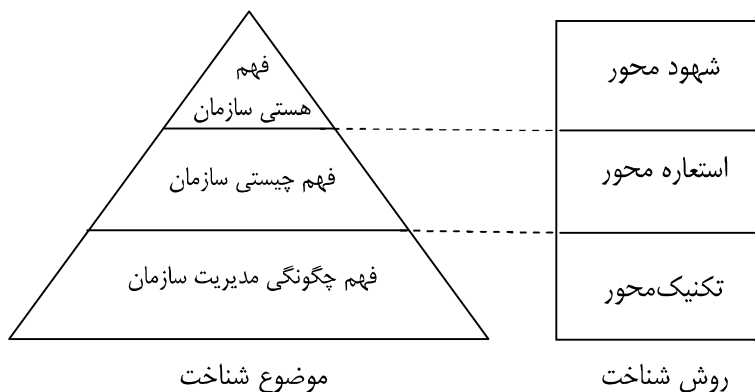 فهم
هستی سازمان
شهود محور
فهم چیستی سازمان
استعاره محور
فهم چگونگی مدیریت سازمان
تکنیک‌محور
موضوع شناخت
روش شناخت